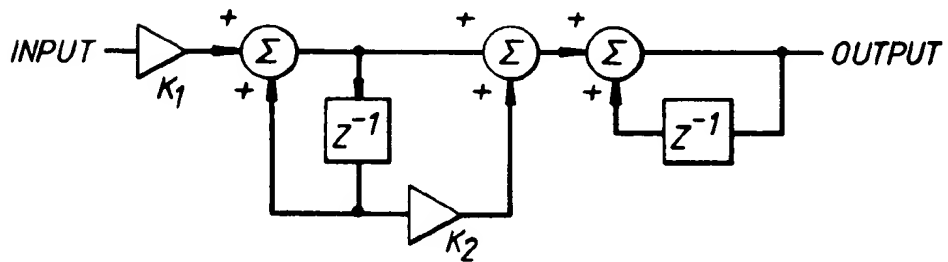 INPUT
K1
+
Σ
+
Z⁻¹
K2
+
Σ
+
+
Σ
+
Z⁻¹
OUTPUT